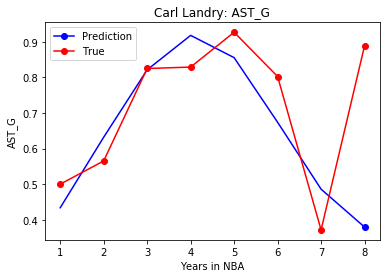 Carl Landry: AST_G
Prediction
True
AST_G
0.9
0.8
0.7
0.6
0.5
0.4
1 2 3 4 5 6 7 8
Years in NBA